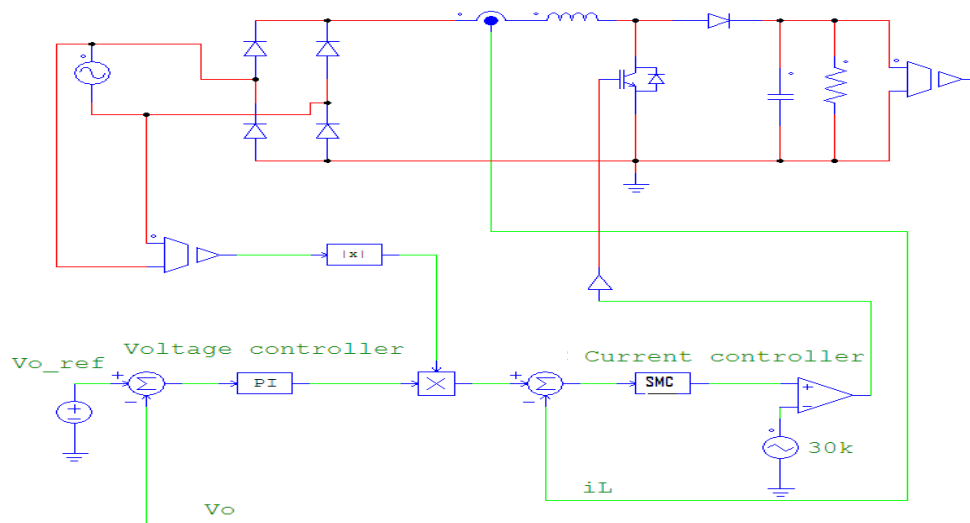 |x|
Voltage controller
Vo_ref
Current controller
PI
SMC
30k
iL
Vo